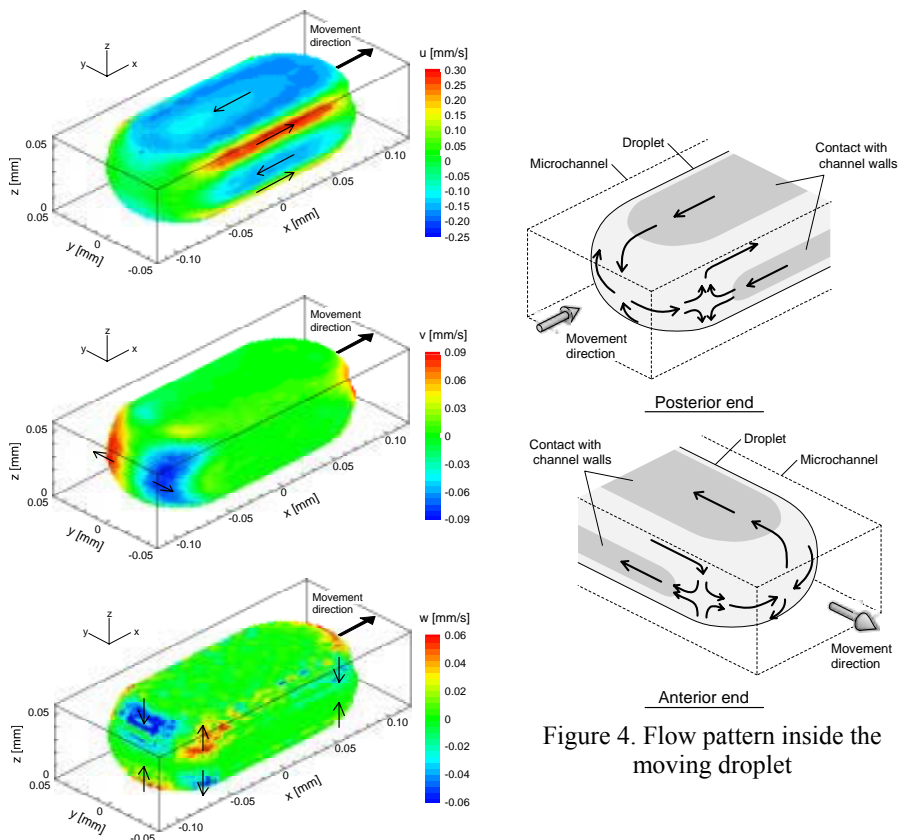 Movement
direction
z
y
x
u [mm/s]
0.30
0.25
0.20
0.15
0.10
0.05
0
-0.05
-0.10
-0.15
-0.20
-0.25
0.05
z [mm]
0
0.05
y [mm]
0
-0.05
-0.10
-0.05
0
x [mm]
0.05
0.10
Movement
direction
z
y
x
v [mm/s]
0.09
0.06
0.03
0
-0.03
-0.06
-0.09
0.05
z [mm]
0
0.05
y [mm]
0
-0.05
-0.10
-0.05
0
x [mm]
0.05
0.10
Movement
direction
z
y
x
w [mm/s]
0.06
0.04
0.02
0
-0.02
-0.04
-0.06
0.05
z [mm]
0
0.05
y [mm]
0
-0.05
-0.10
-0.05
0
x [mm]
0.05
0.10
Droplet
Microchannel
Contact with
channel walls
Movement
direction
Posterior end
Contact with
channel walls
Droplet
Microchannel
Movement
direction
Anterior end
Figure 4. Flow pattern inside the
moving droplet